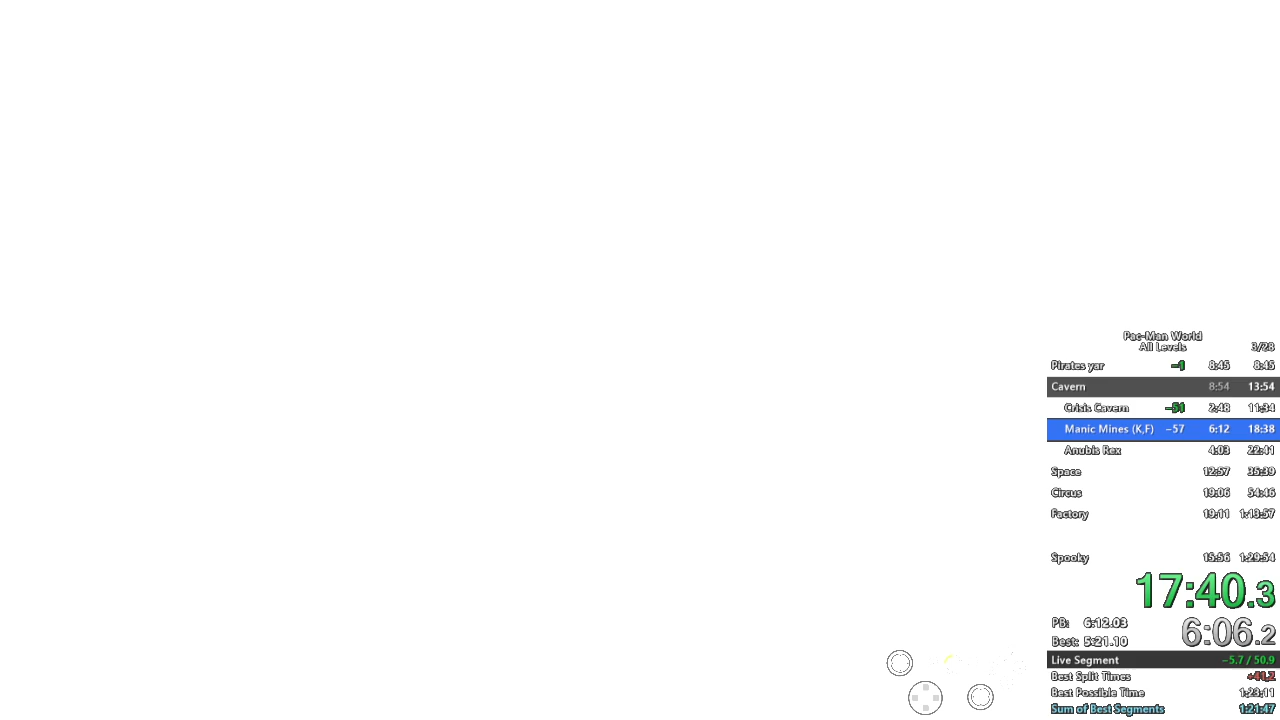 Pac-Man World
All Levels 3/28
Pirates yar −1 8:45 8:45
Cavern 8:54 13:54
Crisis Cavern −51 2:48 11:34
Manic Mines (K,F) −57 6:12 18:38
Anubis Rex 4:03 22:41
Space 12:57 35:39
Circus 19:06 54:46
Factory 19:11 1:13:57
Spooky 15:56 1:29:54
17:40.3
PB: 6:12.03
6:06.2
Best: 5:21.10
Live Segment −5.7 / 50.9
Best Split Times
Best Possible Time 1:23:11
Sum of Best Segments 1:21:47